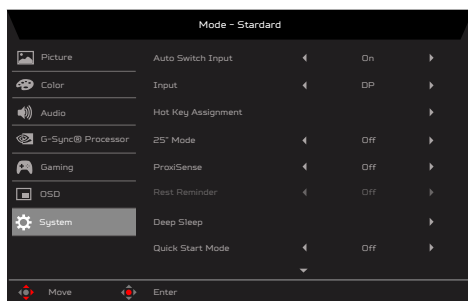 Mode - Stardard
Picture
Color
Audio
G-Sync® Processor
Gaming
OSD
System
Auto Switch Input On
Input DP
Hot Key Assignment
25" Mode Off
ProxiSense Off
Rest Reminder Off
Deep Sleep
Quick Start Mode Off
Move Enter